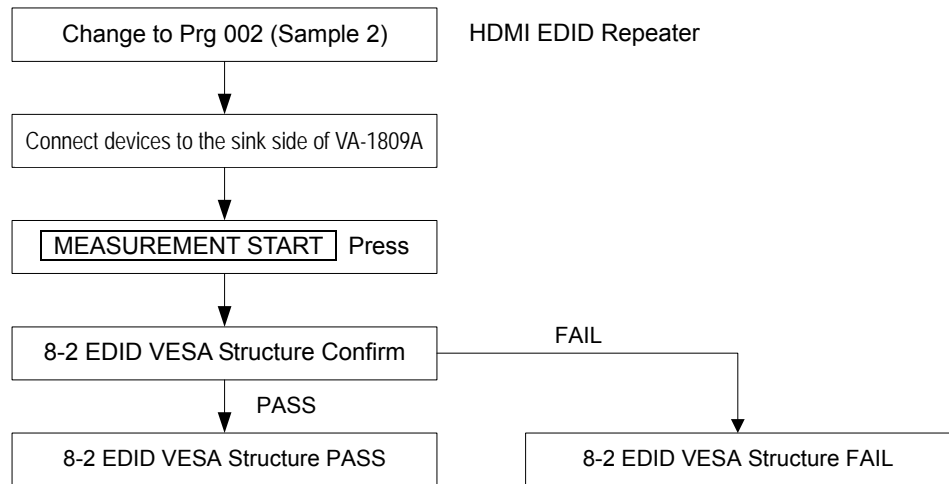 Change to Prg 002 (Sample 2)
HDMI EDID Repeater
Connect devices to the sink side of VA-1809A
MEASUREMENT START Press
8-2 EDID VESA Structure Confirm
FAIL
PASS
8-2 EDID VESA Structure PASS
8-2 EDID VESA Structure FAIL